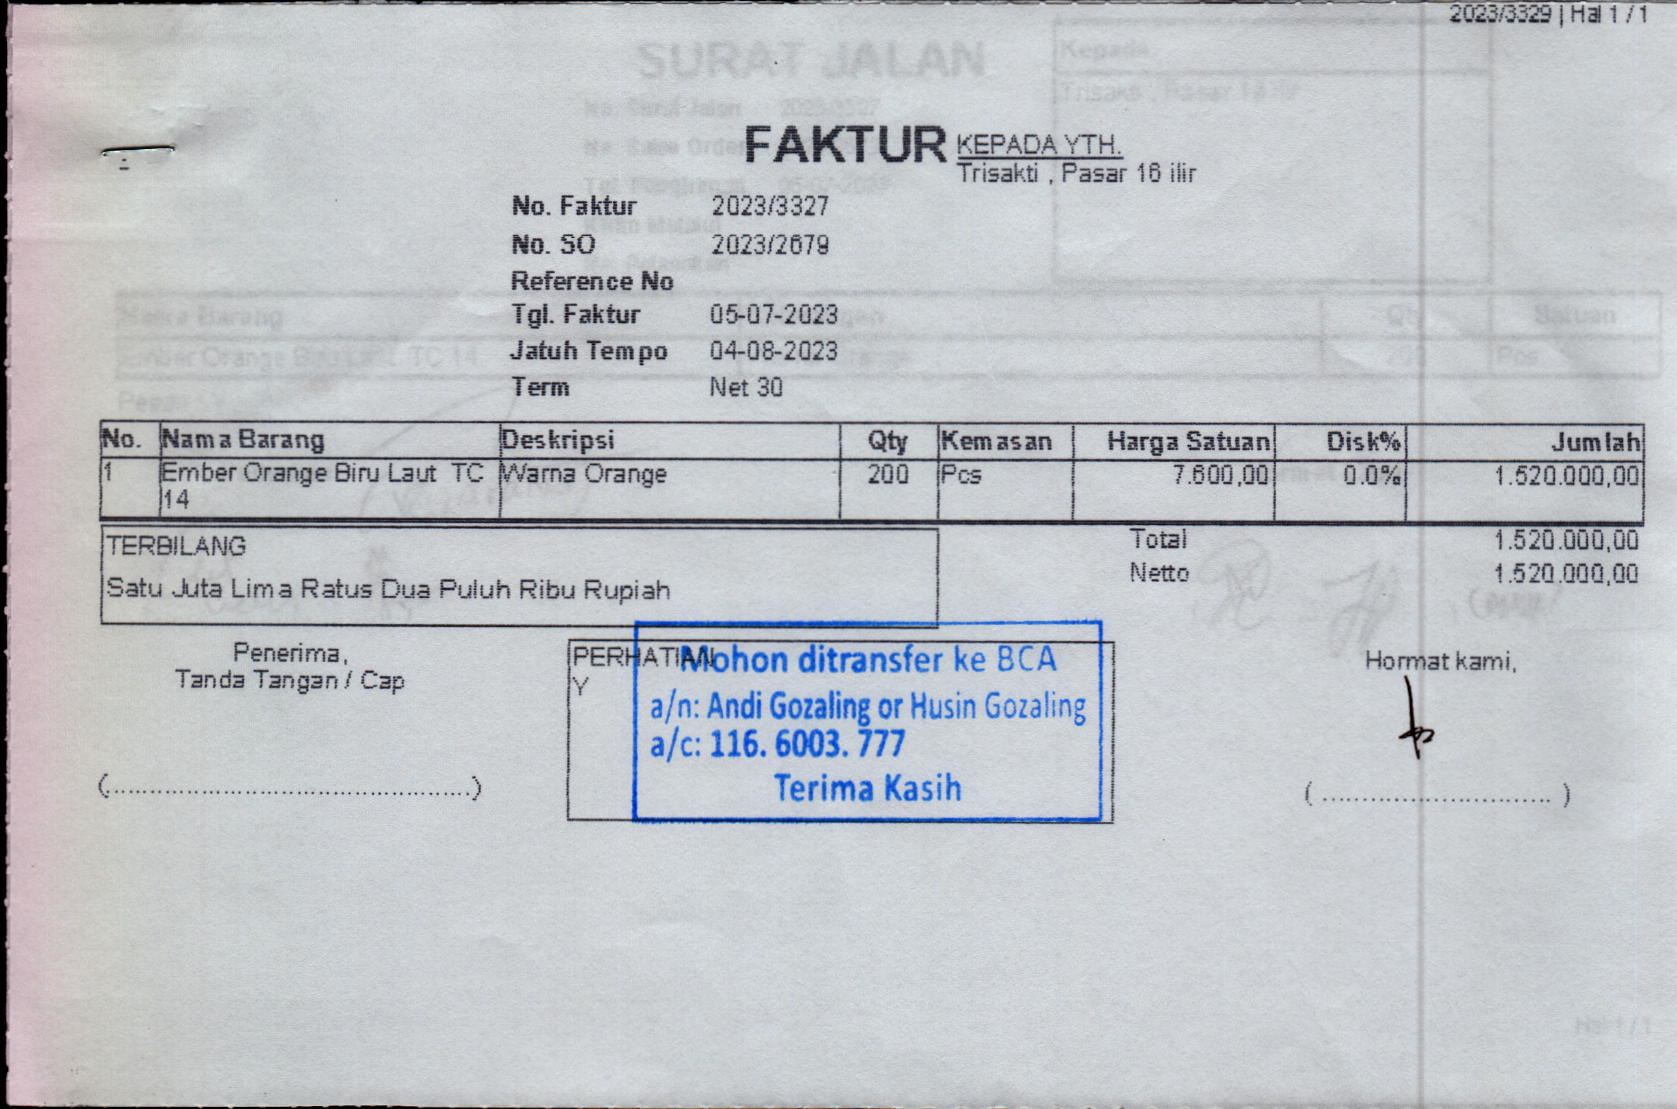 2023/3329 | Hal 1 / 1
SURAT JALAN
Kepada
FAKTUR
KEPADA YTH.
Trisakti , Pasar 16 ilir
No. Faktur 2023/3327
No. SO 2023/2679
Reference No
Tgl. Faktur 05-07-2023
Jatuh Tempo 04-08-2023
Term Net 30
No. Nama Barang Deskripsi Qty Kemasan Harga Satuan Disk% Jumlah
1 Ember Orange Biru Laut TC 14 Warna Orange 200 Pcs 7.600,00 0.0% 1.520.000,00
TERBILANG
Satu Juta Lima Ratus Dua Puluh Ribu Rupiah
Total 1.520.000,00
Netto 1.520.000,00
Penerima,
Tanda Tangan / Cap
(................................................)
PERHATIAN
Y
Mohon ditransfer ke BCA
a/n: Andi Gozaling or Husin Gozaling
a/c: 116. 6003. 777
Terima Kasih
Hormat kami,
( ............................. )
Hal 1 / 1